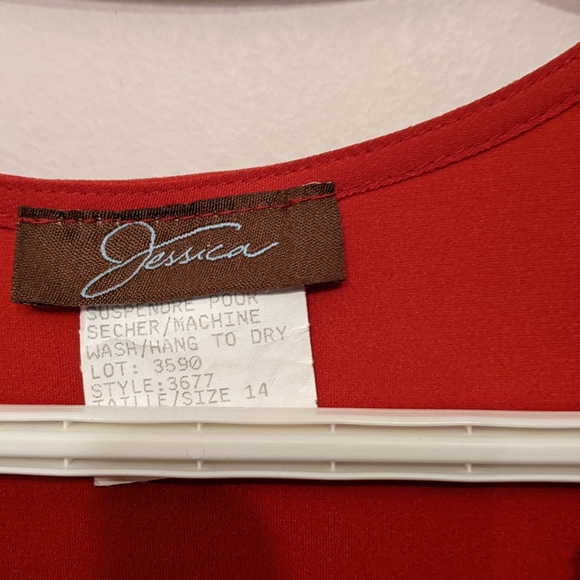 Jessica
SUSPENDRE POUR
SECHER/MACHINE
WASH/HANG TO DRY
LOT: 3590
STYLE:3677
TAILLE/SIZE 14